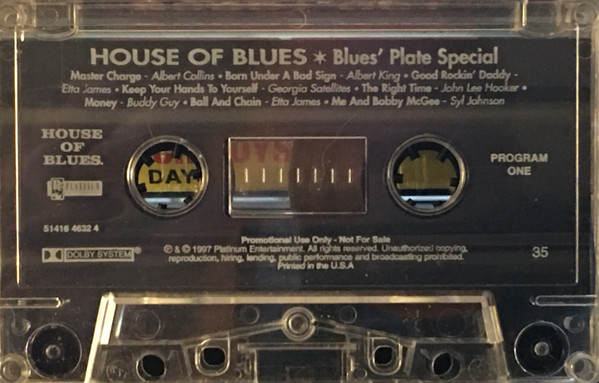 HOUSE OF BLUES * Blues' Plate Special
Master Charge - Albert Collins • Born Under A Bad Sign - Albert King • Good Rockin' Daddy -
Etta James • Keep Your Hands To Yourself - Georgia Satellites • The Right Time - John Lee Hooker •
Money - Buddy Guy • Ball And Chain - Etta James • Me And Bobby McGee - Syl Johnson
HOUSE
OF
BLUES.
PLATINUM
51416 4632 4
DOLBY SYSTEM®
DAY
PROGRAM
ONE
Promotional Use Only - Not For Sale
℗ & © 1997 Platinum Entertainment. All rights reserved. Unauthorized copying,
reproduction, hiring, lending, public performance and broadcasting prohibited.
Printed in the U.S.A
35